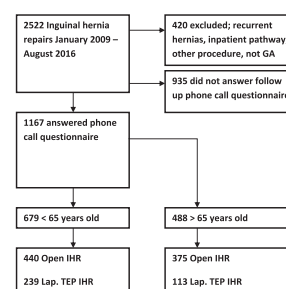 2522 Inguinal hernia
repairs January 2009 –
August 2016
420 excluded; recurrent
hernias, inpatient pathway,
other procedure, not GA
935 did not answer follow
up phone call questionnaire
1167 answered phone
call questionnaire
679 < 65 years old
488 > 65 years old
440 Open IHR
239 Lap. TEP IHR
375 Open IHR
113 Lap. TEP IHR